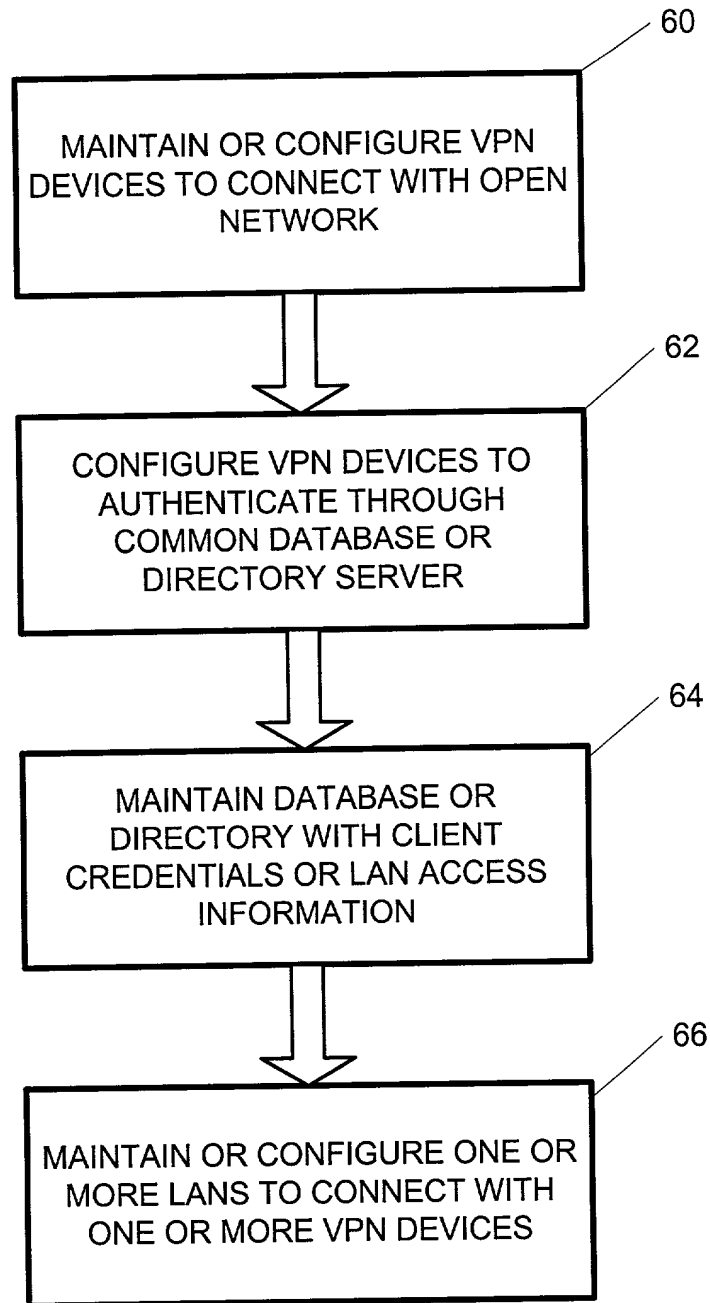 60
MAINTAIN OR CONFIGURE VPN
DEVICES TO CONNECT WITH OPEN
NETWORK
62
CONFIGURE VPN DEVICES TO
AUTHENTICATE THROUGH
COMMON DATABASE OR
DIRECTORY SERVER
64
MAINTAIN DATABASE OR
DIRECTORY WITH CLIENT
CREDENTIALS OR LAN ACCESS
INFORMATION
66
MAINTAIN OR CONFIGURE ONE OR
MORE LANS TO CONNECT WITH
ONE OR MORE VPN DEVICES